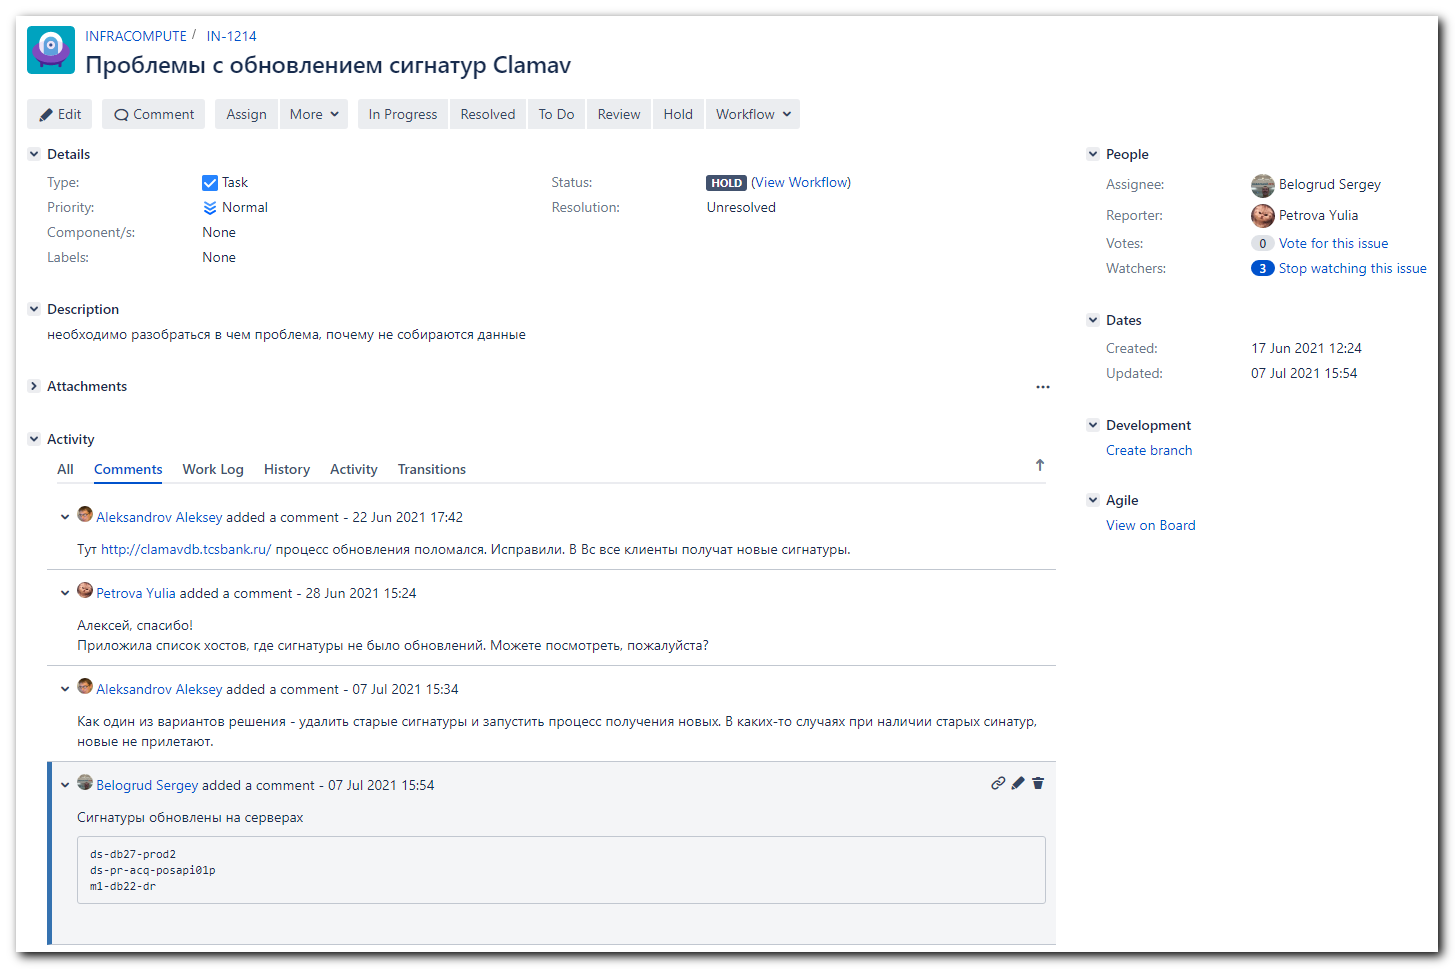 INFRACOMPUTE / IN-1214
Проблемы с обновлением сигнатур Clamav
Edit Comment Assign More In Progress Resolved To Do Review Hold Workflow
Details
Type: Task Status: HOLD (View Workflow)
Priority: Normal Resolution: Unresolved
Component/s: None
Labels: None
Description
необходимо разобраться в чем проблема, почему не собираются данные
Attachments
Activity
All Comments Work Log History Activity Transitions
Aleksandrov Aleksey added a comment - 22 Jun 2021 17:42
Тут http://clamavdb.tcsbank.ru/ процесс обновления поломался. Исправили. В Вс все клиенты получат новые сигнатуры.
Petrova Yulia added a comment - 28 Jun 2021 15:24
Алексей, спасибо!
Приложила список хостов, где сигнатуры не было обновлений. Можете посмотреть, пожалуйста?
Aleksandrov Aleksey added a comment - 07 Jul 2021 15:34
Как один из вариантов решения - удалить старые сигнатуры и запустить процесс получения новых. В каких-то случаях при наличии старых синатур,
новые не прилетают.
Belogrud Sergey added a comment - 07 Jul 2021 15:54
Сигнатуры обновлены на серверах
ds-db27-prod2
ds-pr-acq-posapi01p
m1-db22-dr
People
Assignee: Belogrud Sergey
Reporter: Petrova Yulia
Votes: 0 Vote for this issue
Watchers: 3 Stop watching this issue
Dates
Created: 17 Jun 2021 12:24
Updated: 07 Jul 2021 15:54
Development
Create branch
Agile
View on Board